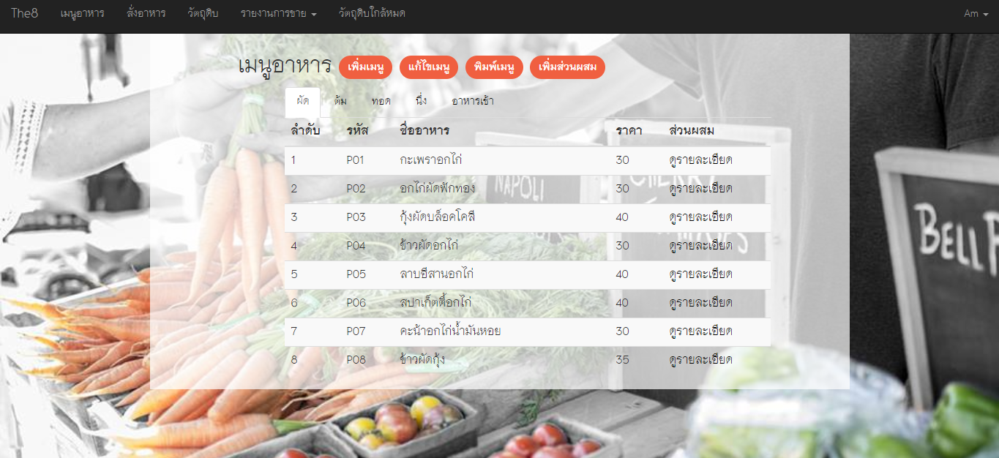 The8 เมนูอาหาร สั่งอาหาร วัตถุดิบ รายงานการขาย วัตถุดิบใกล้หมด Am
เมนูอาหาร เพิ่มเมนู แก้ไขเมนู พิมพ์เมนู เพิ่มส่วนผสม
ผัด ต้ม ทอด นึ่ง อาหารเช้า
ลำดับ รหัส ชื่ออาหาร ราคา ส่วนผสม
1 P01 กะเพราอกไก่ 30 ดูรายละเอียด
2 P02 อกไก่ผัดฟักทอง 30 ดูรายละเอียด
3 P03 กุ้งผัดบล็อคโคลี 40 ดูรายละเอียด
4 P04 ข้าวผัดอกไก่ 30 ดูรายละเอียด
5 P05 ลาบอีสานอกไก่ 40 ดูรายละเอียด
6 P06 สปาเก็ตตี้อกไก่ 40 ดูรายละเอียด
7 P07 คะน้าอกไก่น้ำมันหอย 30 ดูรายละเอียด
8 P08 ข้าวผัดกุ้ง 35 ดูรายละเอียด
NAPOLI
CHERRY
BELL